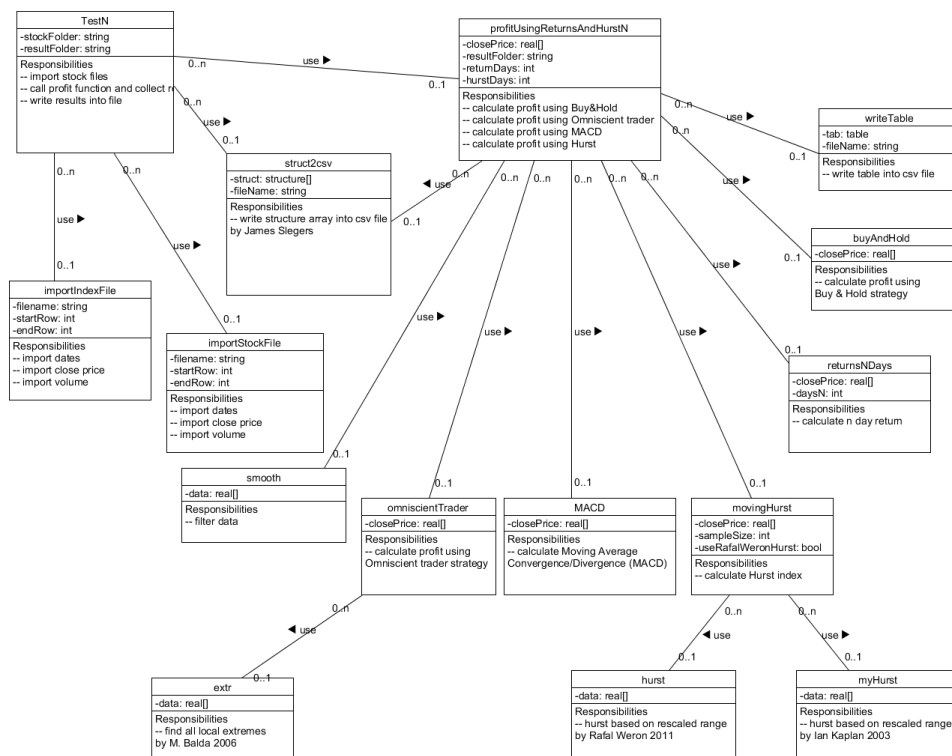 TestN
-stockFolder: string
-resultFolder: string
Responsibilities
-- import stock files
-- call profit function and collect re
-- write results into file
0..n
use ►
0..1
0..n
use ►
0..1
0..n
use ►
0..1
0..n
use ►
0..1
profitUsingReturnsAndHurstN
-closePrice: real[]
-resultFolder: string
-returnDays: int
-hurstDays: int
Responsibilities
-- calculate profit using Buy&Hold
-- calculate profit using Omniscient trader
-- calculate profit using MACD
-- calculate profit using Hurst
0..n
◄ use
0..1
0..n
use ►
0..1
0..n
use ►
0..1
0..n
use ►
0..1
0..n
use ►
0..1
0..n
use ►
0..1
0..n
use ►
0..1
0..n
use ►
0..1
writeTable
-tab: table
-fileName: string
Responsibilities
-- write table into csv file
struct2csv
-struct: structure[]
-fileName: string
Responsibilities
-- write structure array into csv file
by James Slegers
buyAndHold
-closePrice: real[]
Responsibilities
-- calculate profit using
Buy & Hold strategy
importIndexFile
-filename: string
-startRow: int
-endRow: int
Responsibilities
-- import dates
-- import close price
-- import volume
importStockFile
-filename: string
-startRow: int
-endRow: int
Responsibilities
-- import dates
-- import close price
-- import volume
returnsNDays
-closePrice: real[]
-daysN: int
Responsibilities
-- calculate n day return
smooth
-data: real[]
Responsibilities
-- filter data
omniscientTrader
-closePrice: real[]
Responsibilities
-- calculate profit using
Omniscient trader strategy
MACD
-closePrice: real[]
Responsibilities
-- calculate Moving Average
Convergence/Divergence (MACD)
movingHurst
-closePrice: real[]
-sampleSize: int
-useRafalWeronHurst: bool
Responsibilities
-- calculate Hurst index
0..n
◄ use
0..1
0..n
◄ use
0..1
0..n
use ►
0..1
extr
-data: real[]
Responsibilities
-- find all local extremes
by M. Balda 2006
hurst
-data: real[]
Responsibilities
-- hurst based on rescaled range
by Rafal Weron 2011
myHurst
-data: real[]
Responsibilities
-- hurst based on rescaled range
by Ian Kaplan 2003